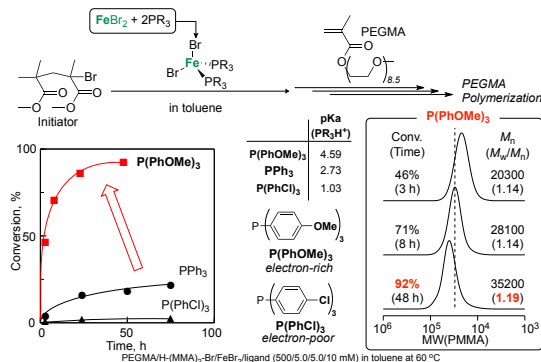 FeBr2 + 2PR3
Br
Br Fe PR3
PR3
Br
O O
O O
Initiator
in toluene
PEGMA
O
O
O
8.5
PEGMA
Polymerization
Conversion, %
100
50
0
0 50 100
Time, h
P(PhOMe)3
PPh3
P(PhCl)3
pKa
(PR3H+)
P(PhOMe)3 4.59
PPh3 2.73
P(PhCl)3 1.03
P OMe 3
P(PhOMe)3
electron-rich
P Cl 3
P(PhCl)3
electron-poor
P(PhOMe)3
Conv.
(Time)
Mn
(Mw/Mn)
46%
(3 h)
20300
(1.14)
71%
(8 h)
28100
(1.14)
92%
(48 h)
35200
(1.19)
10^6 10^5 10^4 10^3
MW(PMMA)
PEGMA/H-(MMA)2-Br/FeBr2/ligand (500/5.0/5.0/10 mM) in toluene at 60 ºC